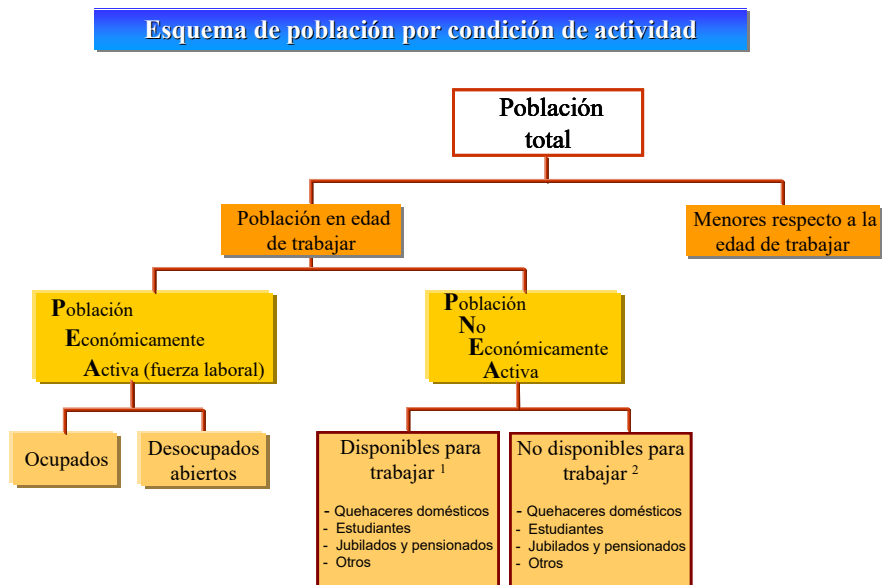 Esquema de población por condición de actividad
Población
total
Población en edad
de trabajar
Menores respecto a la
edad de trabajar
Población
Económicamente
Activa (fuerza laboral)
Población
No
Económicamente
Activa
Ocupados
Desocupados
abiertos
Disponibles para
trabajar 1
- Quehaceres domésticos
- Estudiantes
- Jubilados y pensionados
- Otros
No disponibles para
trabajar 2
- Quehaceres domésticos
- Estudiantes
- Jubilados y pensionados
- Otros